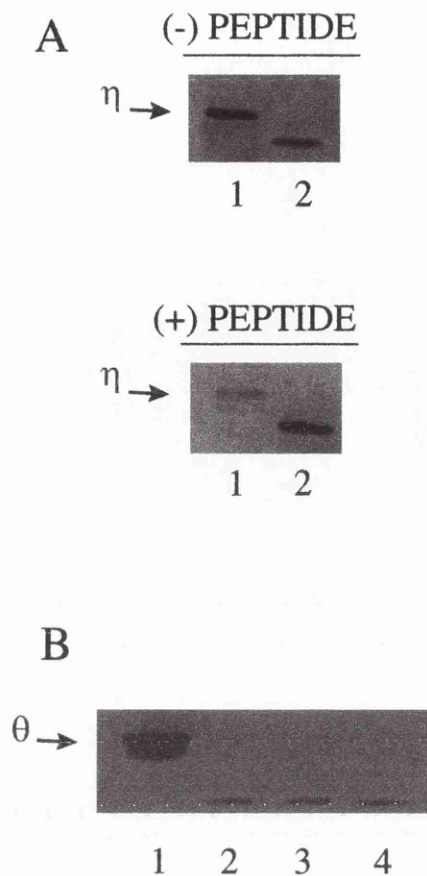 A
(-) PEPTIDE
η
1 2
(+) PEPTIDE
η
1 2
B
θ
1 2 3 4